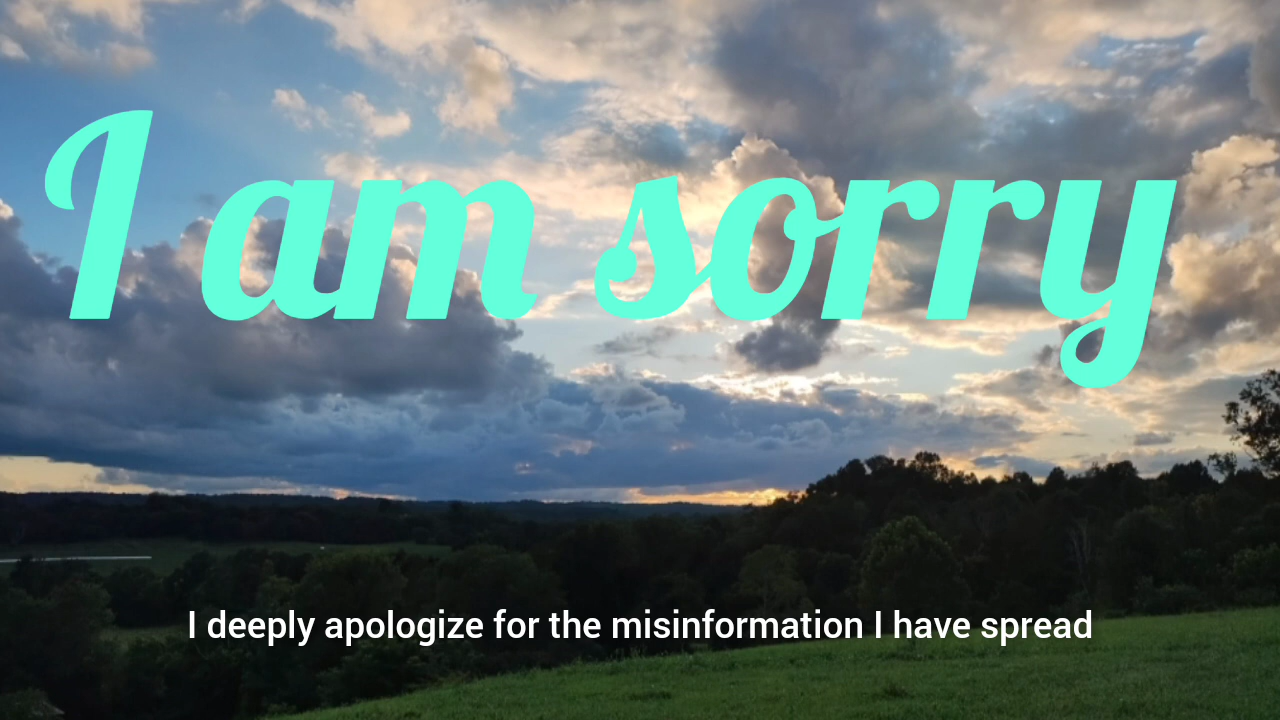 I am sorry
I deeply apologize for the misinformation I have spread